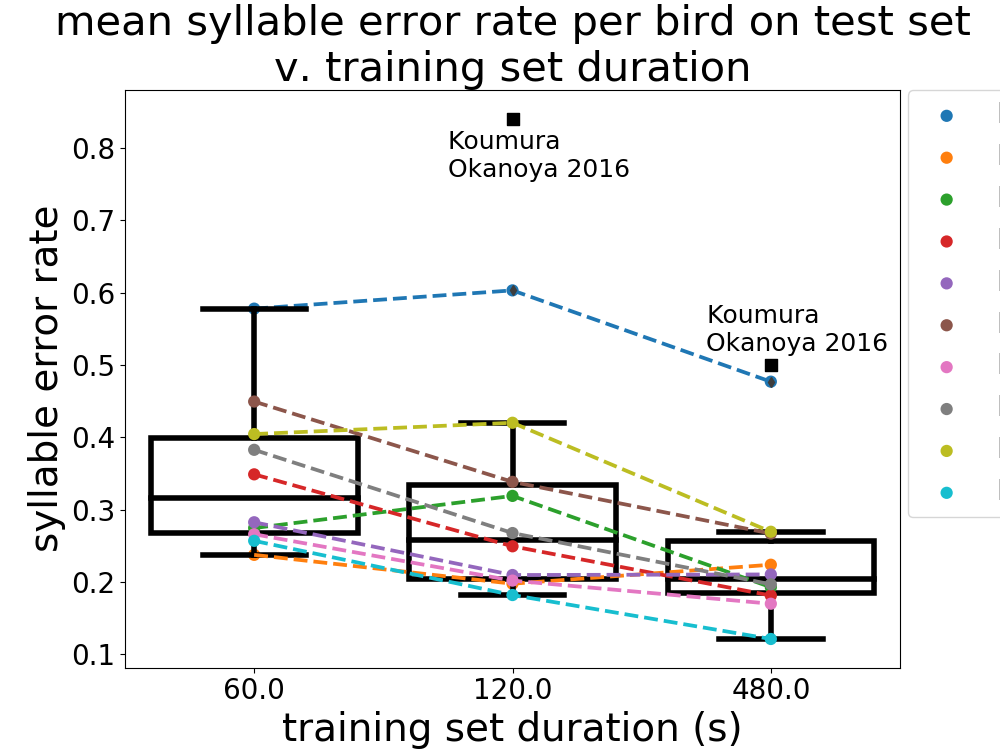 mean syllable error rate per bird on test set
v. training set duration
Koumura
Okanoya 2016
Koumura
Okanoya 2016
syllable error rate
0.8
0.7
0.6
0.5
0.4
0.3
0.2
0.1
60.0
120.0
480.0
training set duration (s)